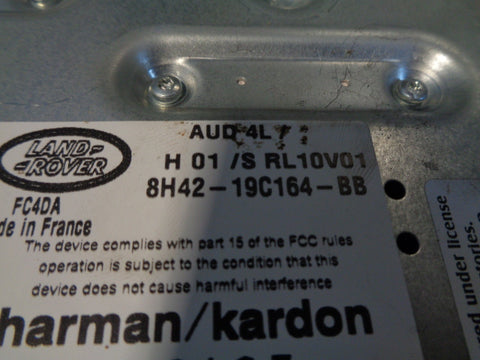 LAND-
-ROVER
AUD 4L 7
H 01 /S RL10V01
8H42-19C164-BB
FC4DA
de in France
The device complies with part 15 of the FCC rules
operation is subject to the condition that this
device does not cause harmful interference
harman/kardon
red under license